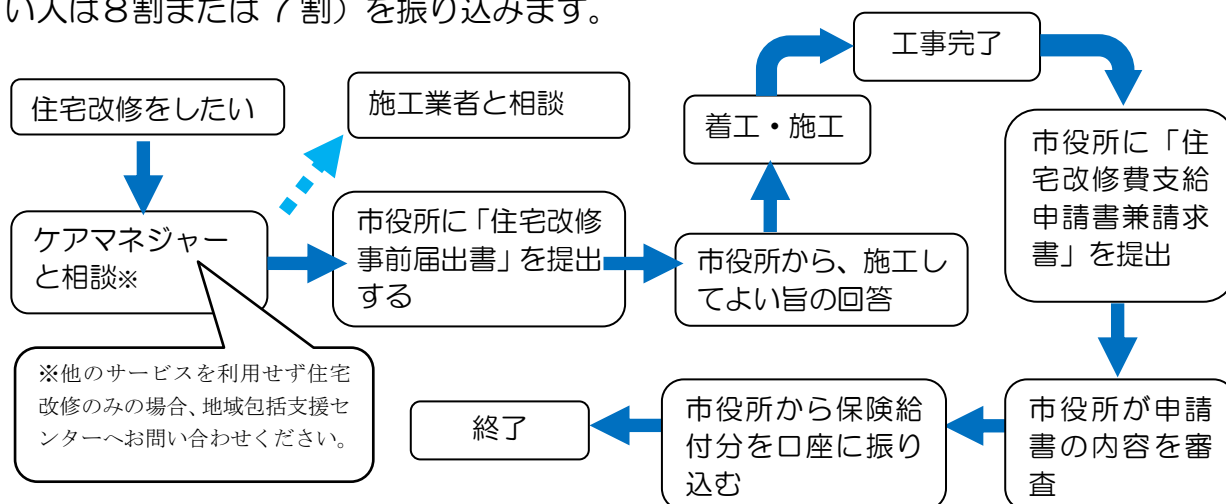 い人は８割または７割）を振り込みます。
住宅改修をしたい
ケアマネジャー
と相談※
※他のサービスを利用せず住宅
改修のみの場合、地域包括支援セ
ンターへお問い合わせください。
施工業者と相談
市役所に「住宅改修
事前届出書」を提出
する
市役所から、施工し
てよい旨の回答
着工・施工
工事完了
市役所に「住
宅改修費支給
申請書兼請求
書」を提出
市役所が申請
書の内容を審
査
市役所から保険給
付分を口座に振り
込む
終了